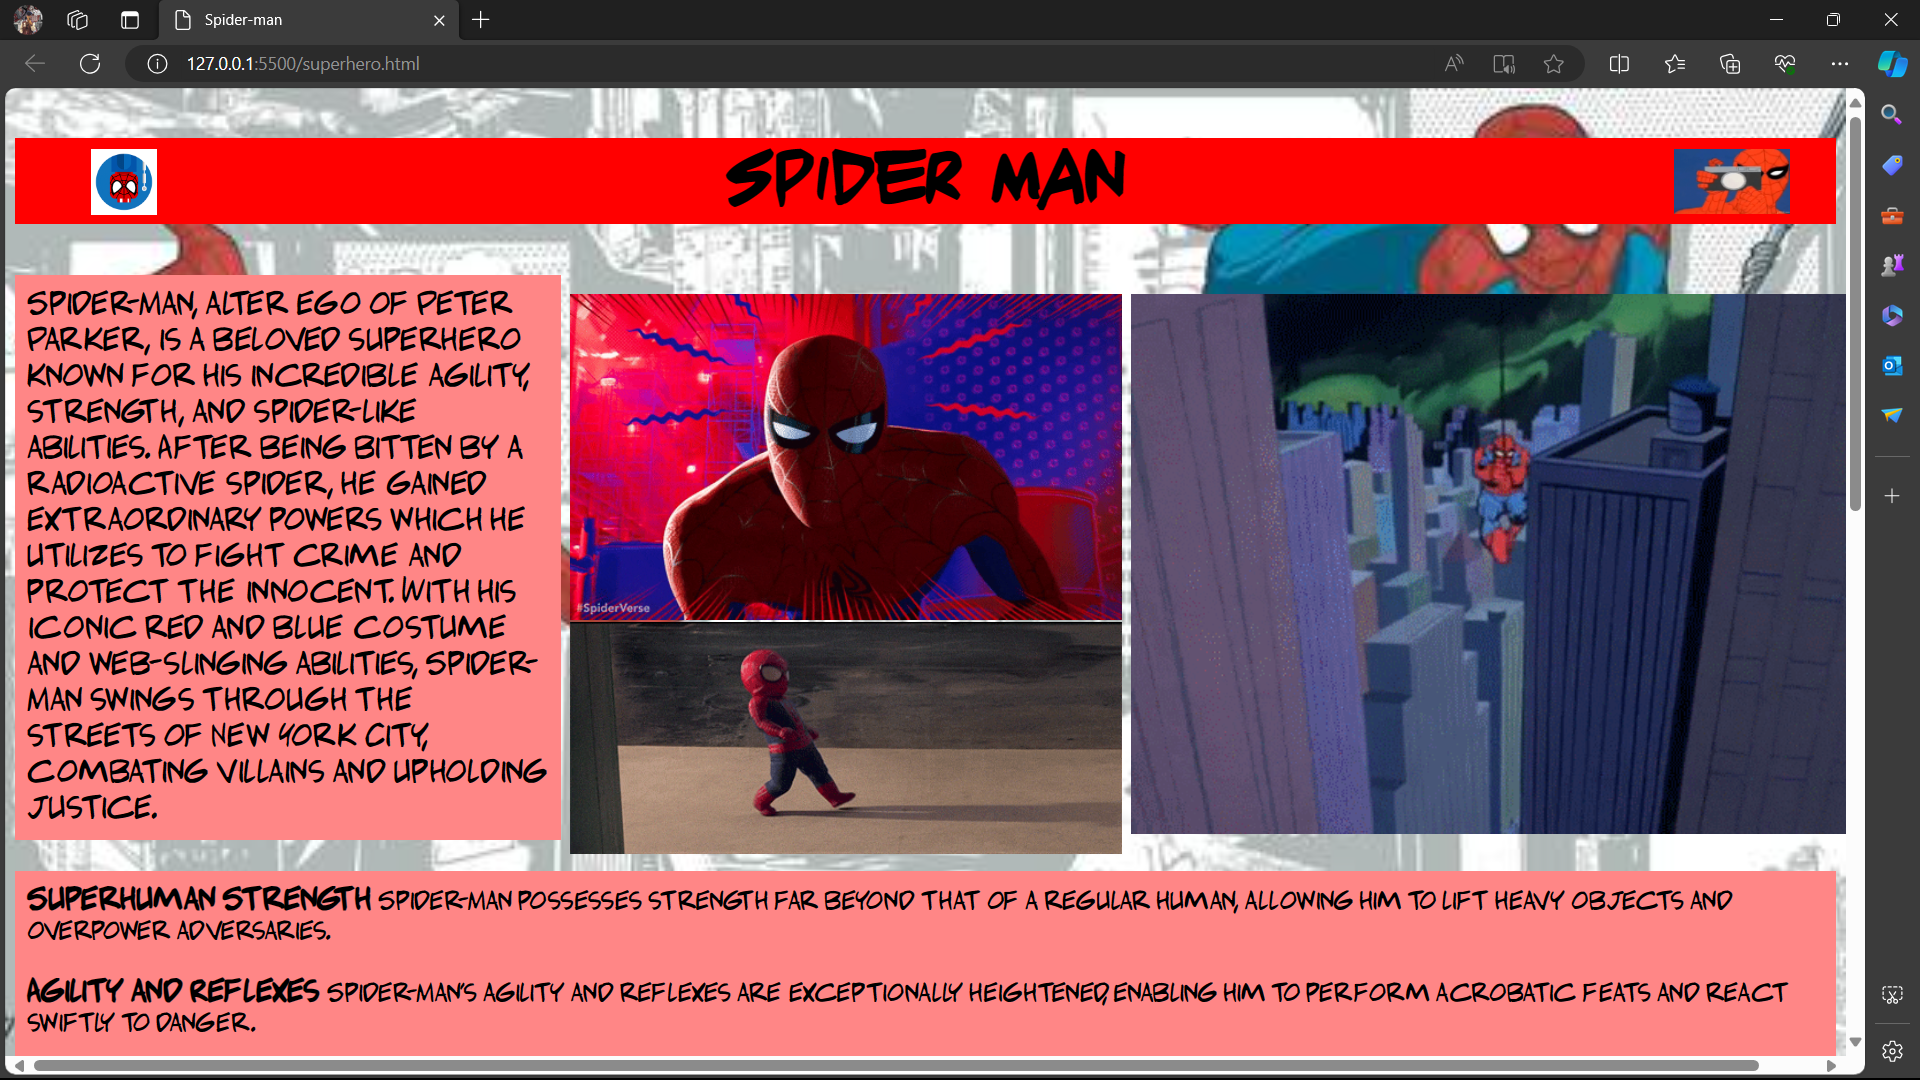 Spider-man
127.0.0.1:5500/superhero.html
SPIDER MAN
SPIDER-MAN, ALTER EGO OF PETER
PARKER, IS A BELOVED SUPERHERO
KNOWN FOR HIS INCREDIBLE AGILITY,
STRENGTH, AND SPIDER-LIKE
ABILITIES. AFTER BEING BITTEN BY A
RADIOACTIVE SPIDER, HE GAINED
EXTRAORDINARY POWERS WHICH HE
UTILIZES TO FIGHT CRIME AND
PROTECT THE INNOCENT. WITH HIS
ICONIC RED AND BLUE COSTUME
AND WEB-SLINGING ABILITIES, SPIDER-
MAN SWINGS THROUGH THE
STREETS OF NEW YORK CITY,
COMBATING VILLAINS AND UPHOLDING
JUSTICE.
#SpiderVerse
SUPERHUMAN STRENGTH SPIDER-MAN POSSESSES STRENGTH FAR BEYOND THAT OF A REGULAR HUMAN, ALLOWING HIM TO LIFT HEAVY OBJECTS AND
OVERPOWER ADVERSARIES.
AGILITY AND REFLEXES SPIDER-MAN'S AGILITY AND REFLEXES ARE EXCEPTIONALLY HEIGHTENED, ENABLING HIM TO PERFORM ACROBATIC FEATS AND REACT
SWIFTLY TO DANGER.